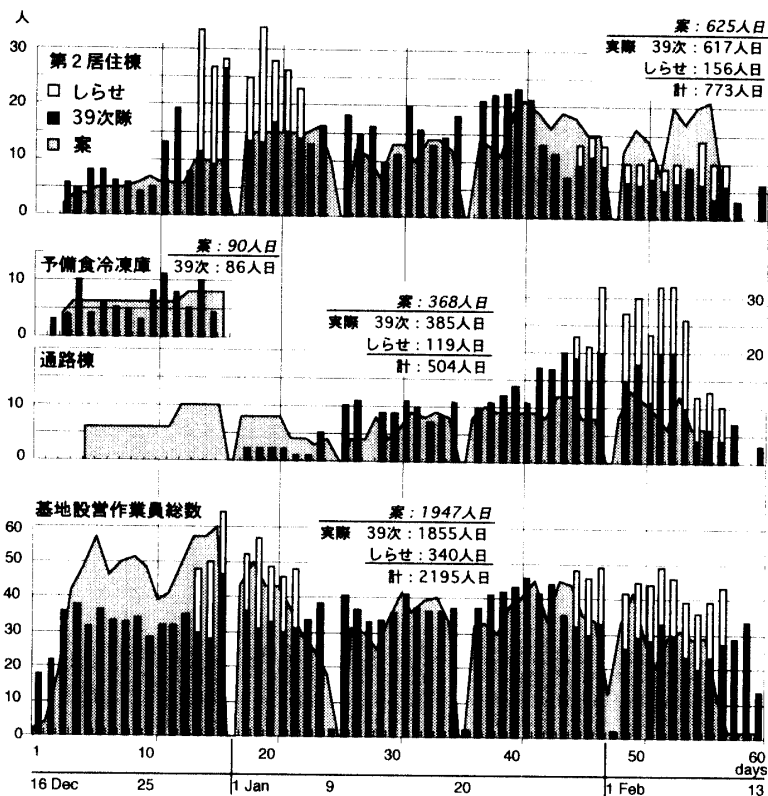 人
30
20
10
0
第2居住棟
しらせ
39次隊
案
案：625人日
実際 39次：617人日
しらせ：156人日
計：773人日
予備食冷凍庫
案：90人日
39次：86人日
10
0
通路棟
案：368人日
実際 39次：385人日
しらせ：119人日
計：504人日
30
20
10
0
基地設営作業員総数
案：1947人日
実際 39次：1855人日
しらせ：340人日
計：2195人日
60
50
40
30
20
10
0
1 10 20 30 40 50 60
days
16 Dec 25 1 Jan 9 20 1 Feb 13